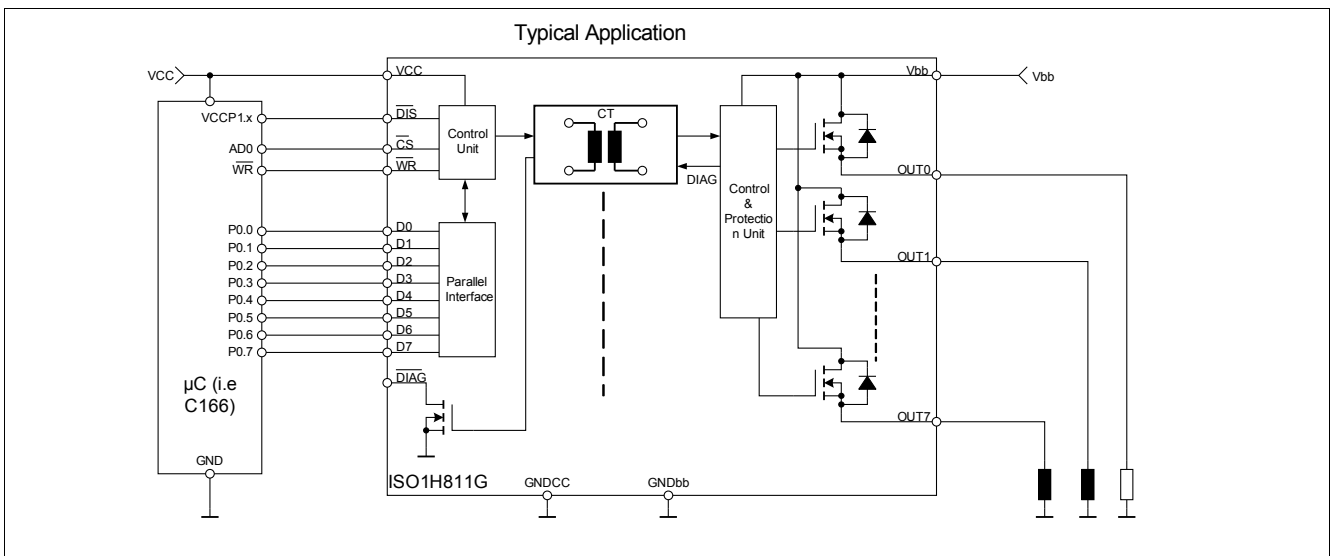 Typical Application
VCC
VCC
Vbb
Vbb
VCCP1.x
DIS
CT
AD0
CS
Control
Unit
WR
WR
DIAG
OUT0
Control
&
Protectio
n Unit
P0.0
D0
P0.1
D1
OUT1
P0.2
D2
P0.3
D3
Parallel
Interface
P0.4
D4
P0.5
D5
P0.6
D6
P0.7
D7
DIAG
µC (i.e
C166)
OUT7
GND
ISO1H811G
GNDCC
GNDbb